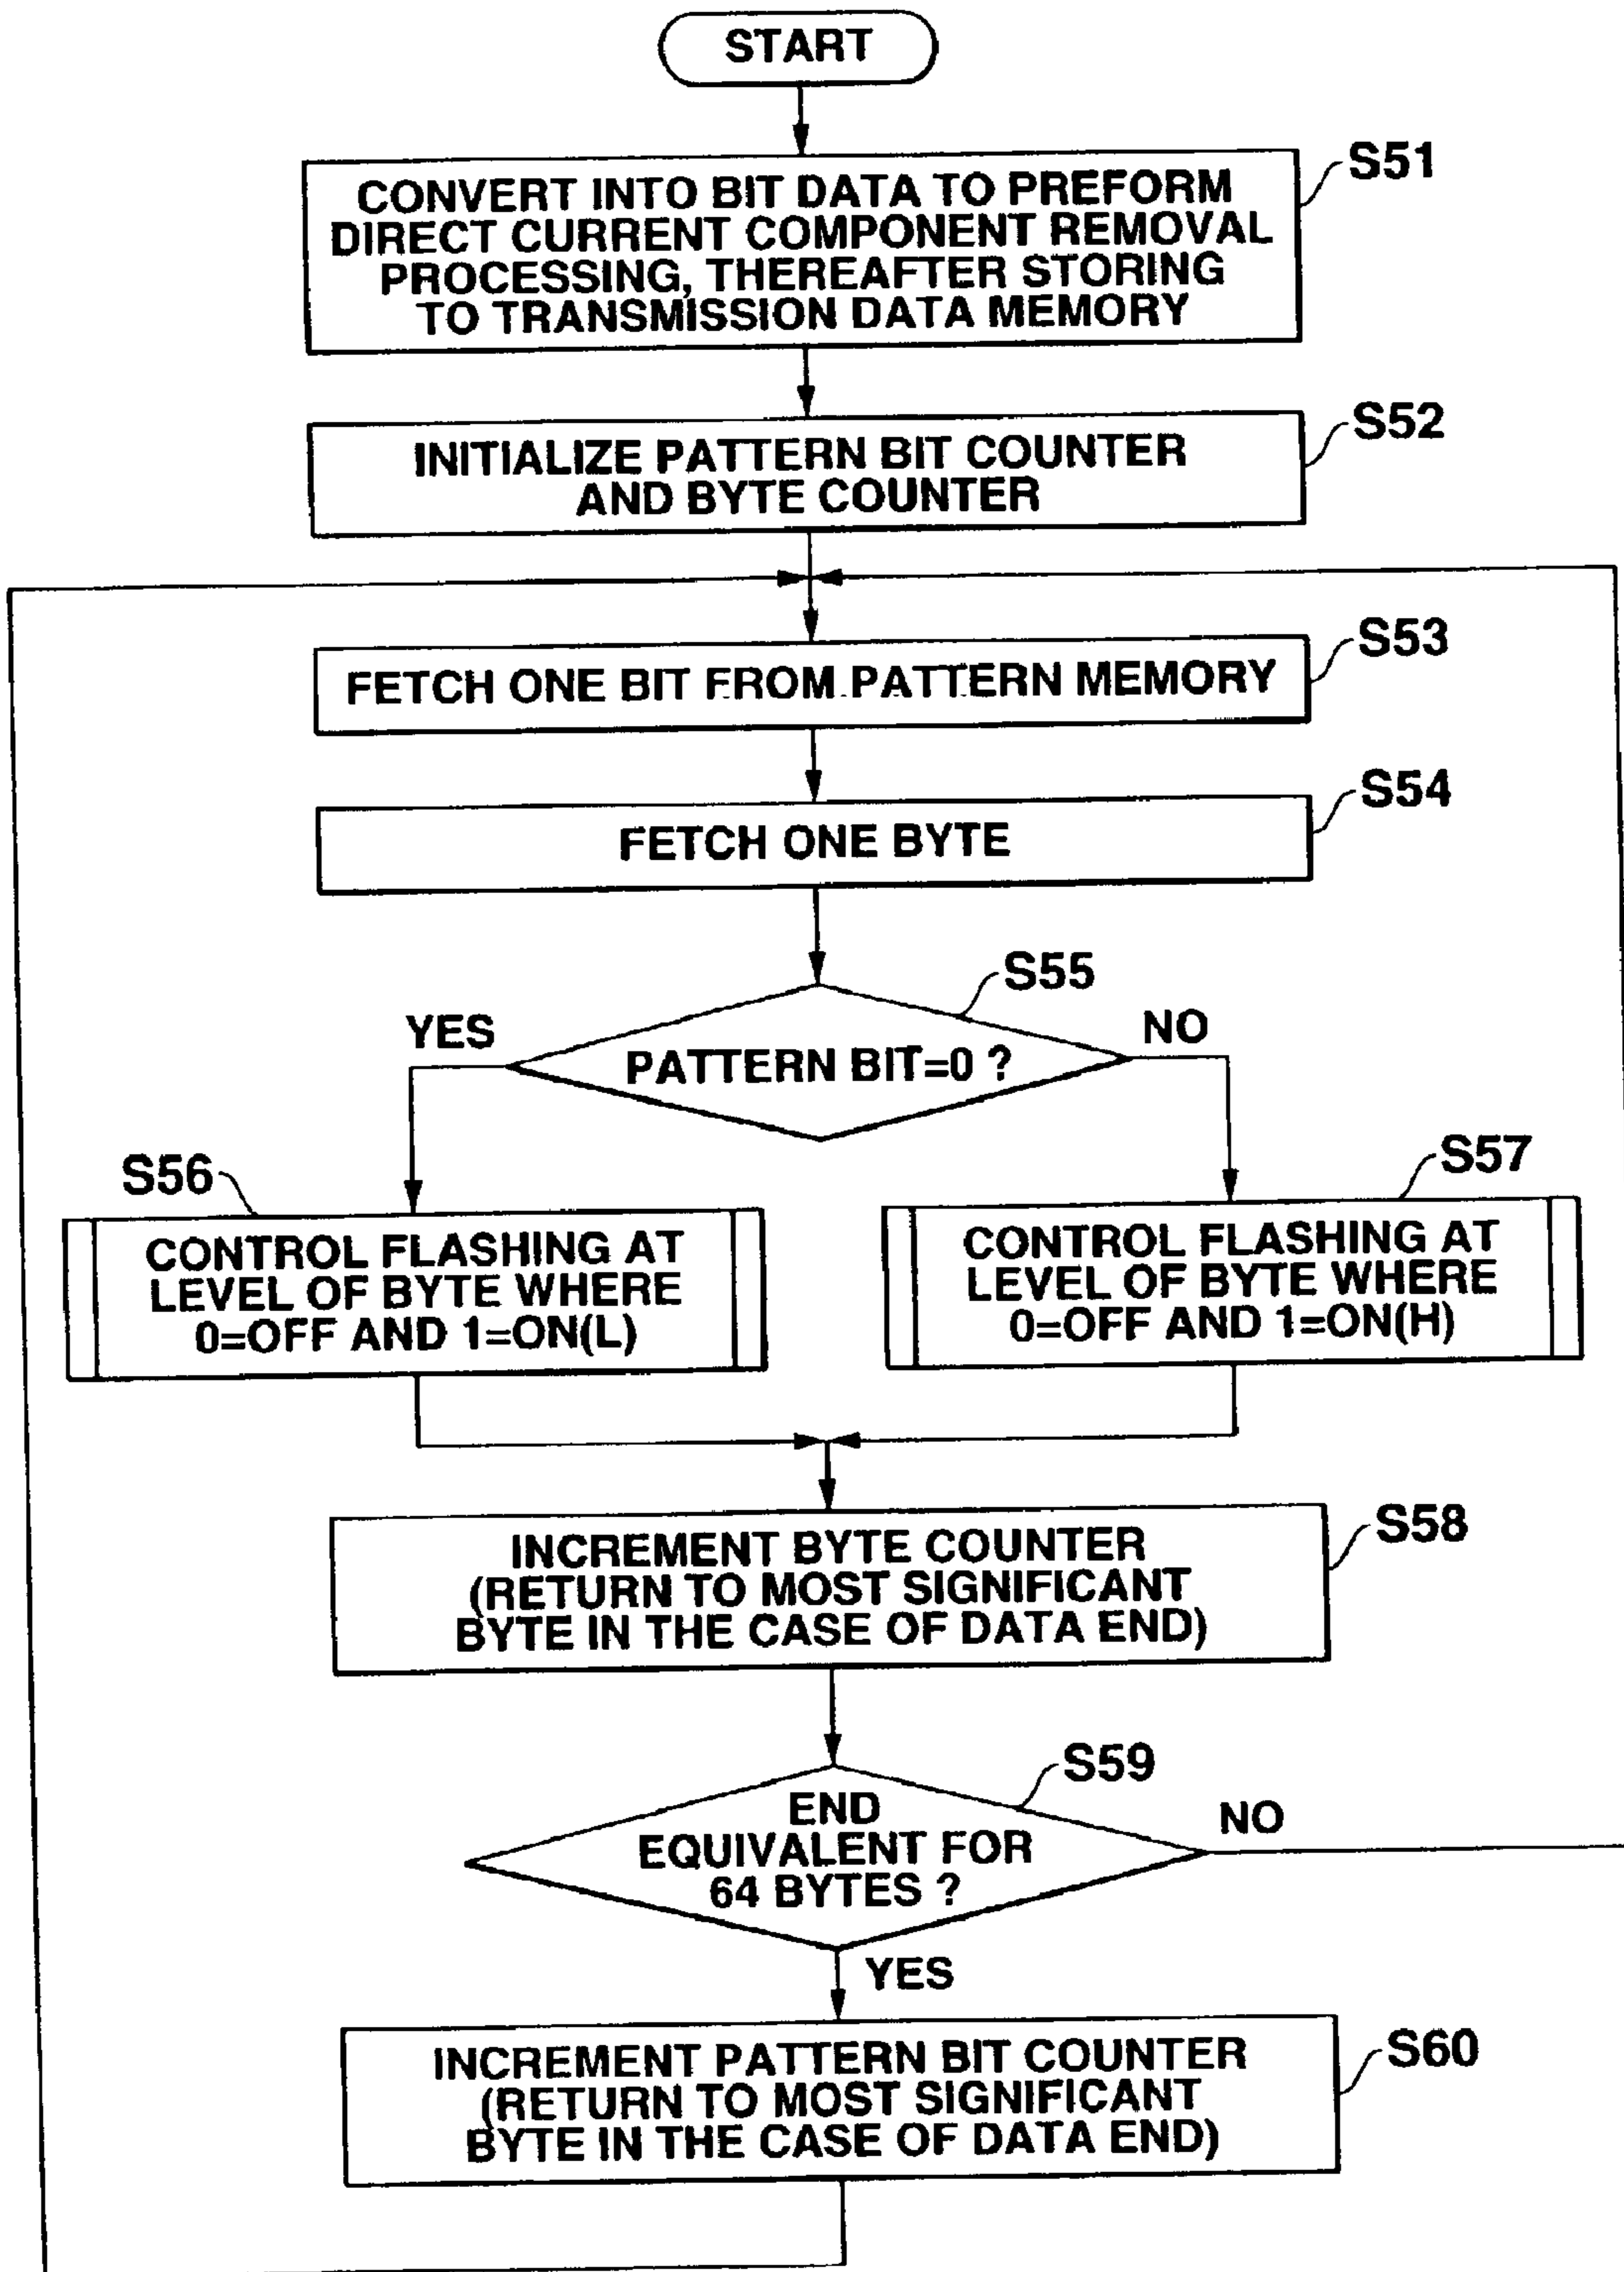 START
S51
CONVERT INTO BIT DATA TO PREFORM
DIRECT CURRENT COMPONENT REMOVAL
PROCESSING, THEREAFTER STORING
TO TRANSMISSION DATA MEMORY
S52
INITIALIZE PATTERN BIT COUNTER
AND BYTE COUNTER
S53
FETCH ONE BIT FROM PATTERN MEMORY
S54
FETCH ONE BYTE
S55
YES
NO
PATTERN BIT=0 ?
S56
S57
CONTROL FLASHING AT
LEVEL OF BYTE WHERE
0=OFF AND 1=ON(L)
CONTROL FLASHING AT
LEVEL OF BYTE WHERE
0=OFF AND 1=ON(H)
S58
INCREMENT BYTE COUNTER
(RETURN TO MOST SIGNIFICANT
BYTE IN THE CASE OF DATA END)
S59
END
EQUIVALENT FOR
64 BYTES ?
NO
YES
S60
INCREMENT PATTERN BIT COUNTER
(RETURN TO MOST SIGNIFICANT
BYTE IN THE CASE OF DATA END)